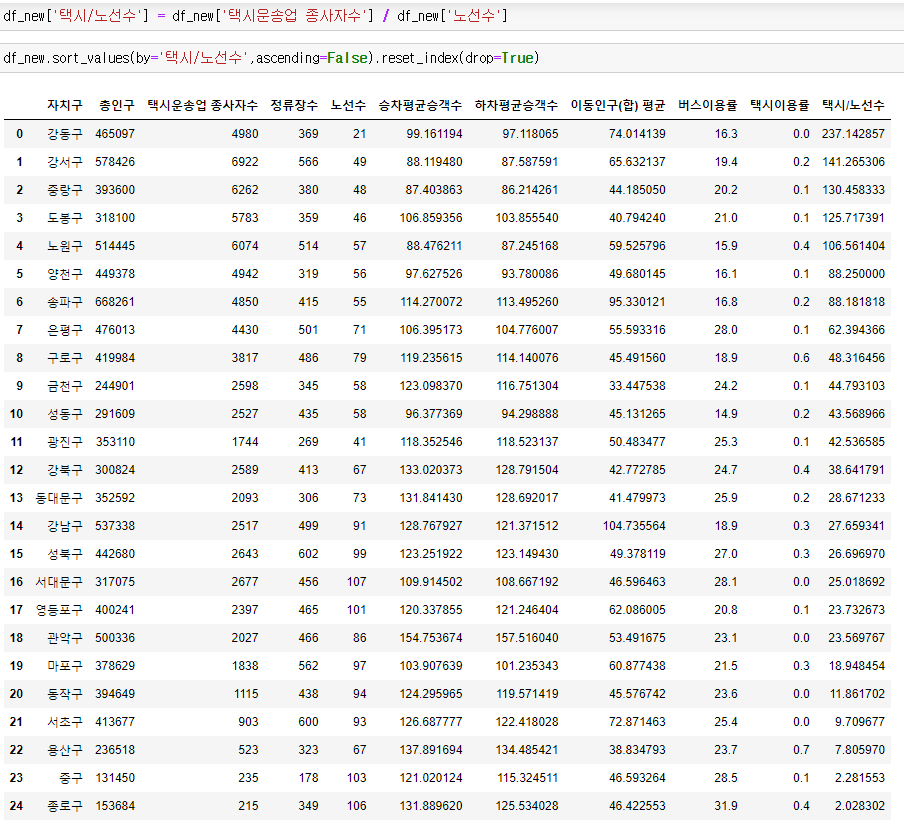 df_new['택시/노선수'] = df_new['택시운송업 종사자수'] / df_new['노선수']
df_new.sort_values(by='택시/노선수',ascending=False).reset_index(drop=True)
자치구 총인구 택시운송업 종사자수 정류장수 노선수 승차평균승객수 하차평균승객수 이동인구(합) 평균 버스이용률 택시이용률 택시/노선수
0 강동구 465097 4980 369 21 99.161194 97.118065 74.014139 16.3 0.0 237.142857
1 강서구 578426 6922 566 49 88.119480 87.587591 65.632137 19.4 0.2 141.265306
2 중랑구 393600 6262 380 48 87.403863 86.214261 44.185050 20.2 0.1 130.458333
3 도봉구 318100 5783 359 46 106.859356 103.855540 40.794240 21.0 0.1 125.717391
4 노원구 514445 6074 514 57 88.476211 87.245168 59.525796 15.9 0.4 106.561404
5 양천구 449378 4942 319 56 97.627526 93.780086 49.680145 16.1 0.1 88.250000
6 송파구 668261 4850 415 55 114.270072 113.495260 95.330121 16.8 0.2 88.181818
7 은평구 476013 4430 501 71 106.395173 104.776007 55.593316 28.0 0.1 62.394366
8 구로구 419984 3817 486 79 119.235615 114.140076 45.491560 18.9 0.6 48.316456
9 금천구 244901 2598 345 58 123.098370 116.751304 33.447538 24.2 0.1 44.793103
10 성동구 291609 2527 435 58 96.377369 94.298888 45.131265 14.9 0.2 43.568966
11 광진구 353110 1744 269 41 118.352546 118.523137 50.483477 25.3 0.1 42.536585
12 강북구 300824 2589 413 67 133.020373 128.791504 42.772785 24.7 0.4 38.641791
13 동대문구 352592 2093 306 73 131.841430 128.692017 41.479973 25.9 0.2 28.671233
14 강남구 537338 2517 499 91 128.767927 121.371512 104.735564 18.9 0.3 27.659341
15 성북구 442680 2643 602 99 123.251922 123.149430 49.378119 27.0 0.3 26.696970
16 서대문구 317075 2677 456 107 109.914502 108.667192 46.596463 28.1 0.0 25.018692
17 영등포구 400241 2397 465 101 120.337855 121.246404 62.086005 20.8 0.1 23.732673
18 관악구 500336 2027 466 86 154.753674 157.516040 53.491675 23.1 0.0 23.569767
19 마포구 378629 1838 562 97 103.907639 101.235343 60.877438 21.5 0.3 18.948454
20 동작구 394649 1115 438 94 124.295965 119.571419 45.576742 23.6 0.0 11.861702
21 서초구 413677 903 600 93 126.687777 122.418028 72.871463 25.4 0.0 9.709677
22 용산구 236518 523 323 67 137.891694 134.485421 38.834793 23.7 0.7 7.805970
23 중구 131450 235 178 103 121.020124 115.324511 46.593264 28.5 0.1 2.281553
24 종로구 153684 215 349 106 131.889620 125.534028 46.422553 31.9 0.4 2.028302